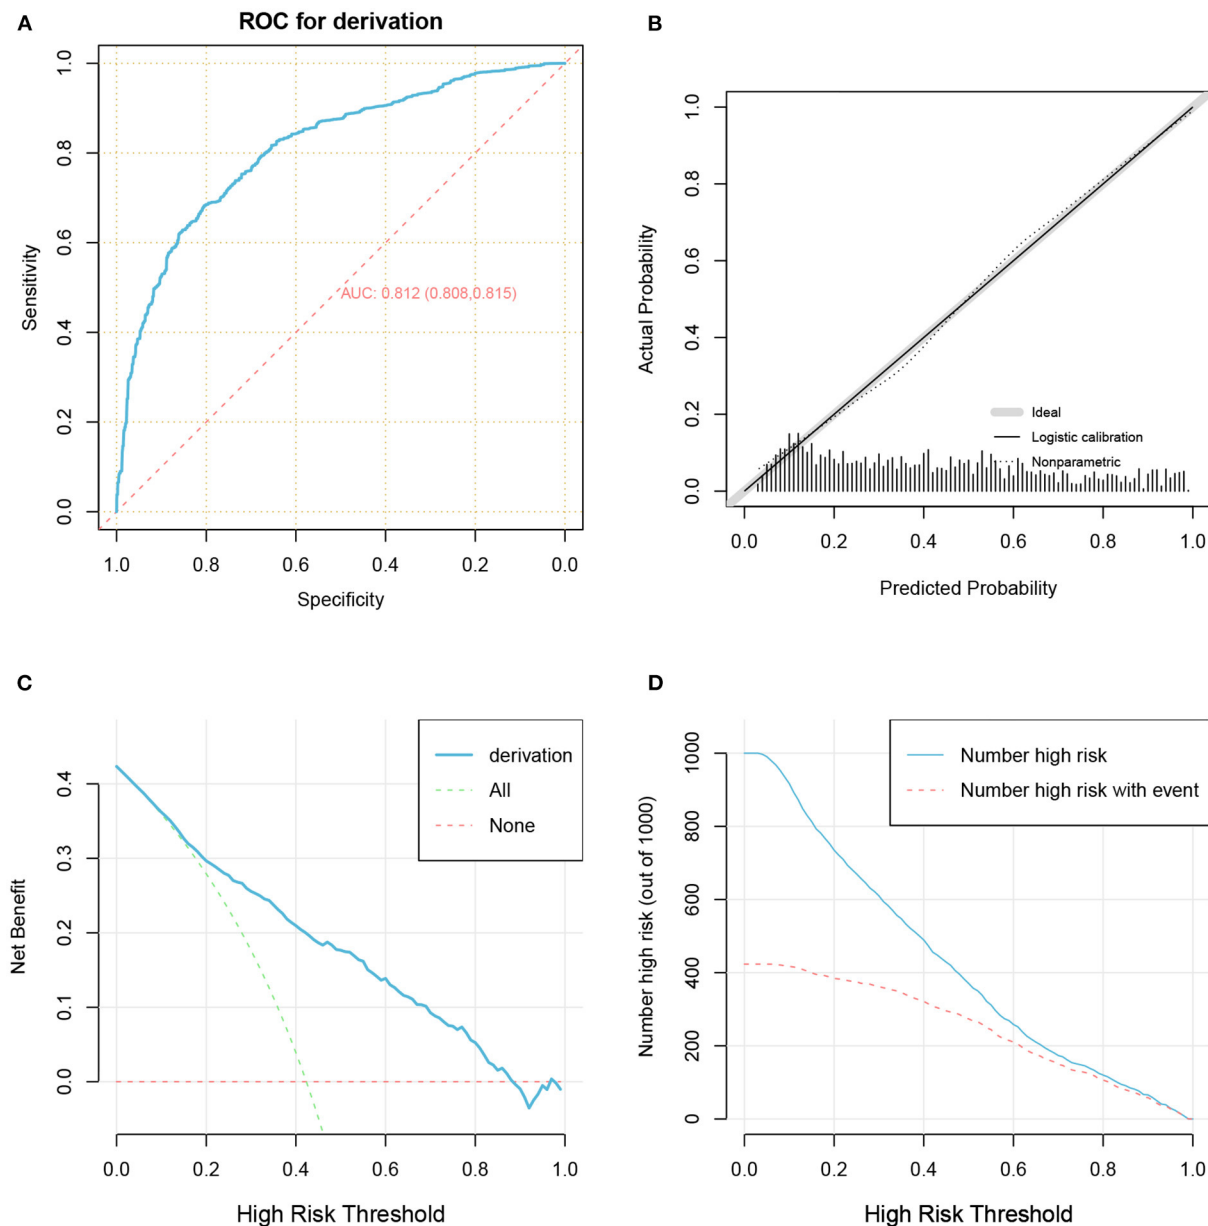 A
ROC for derivation
1.0
0.8
0.6
0.4
0.2
0.0
Sensitivity
AUC: 0.812 (0.808,0.815)
1.0 0.8 0.6 0.4 0.2 0.0
Specificity
B
1.0
0.8
0.6
0.4
0.2
0.0
Actual Probability
Ideal
Logistic calibration
Nonparametric
0.0 0.2 0.4 0.6 0.8 1.0
Predicted Probability
C
0.4
0.3
0.2
0.1
0.0
Net Benefit
derivation
All
None
0.0 0.2 0.4 0.6 0.8 1.0
High Risk Threshold
D
1000
800
600
400
200
0
Number high risk (out of 1000)
Number high risk
Number high risk with event
0.0 0.2 0.4 0.6 0.8 1.0
High Risk Threshold